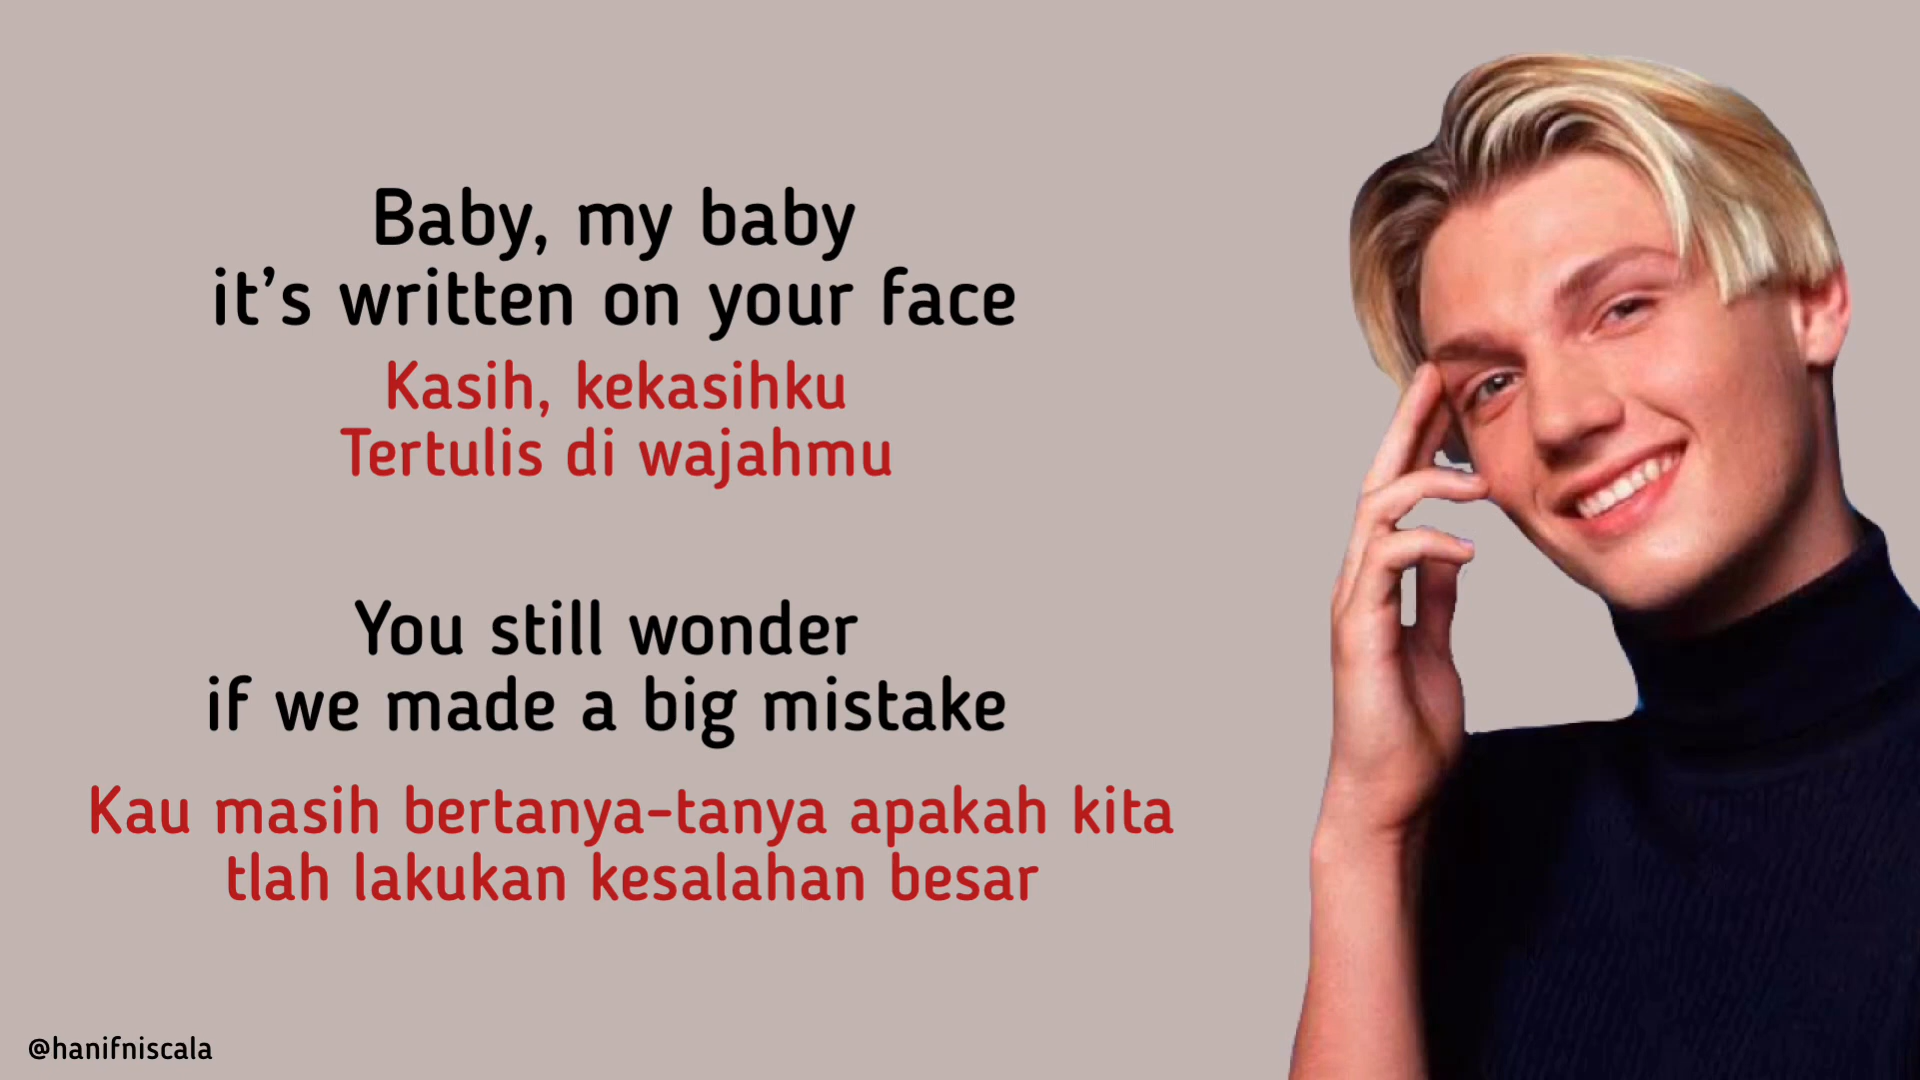 Baby, my baby
it’s written on your face
Kasih, kekasihku
Tertulis di wajahmu
You still wonder
if we made a big mistake
Kau masih bertanya-tanya apakah kita
tlah lakukan kesalahan besar
@hanifniscala